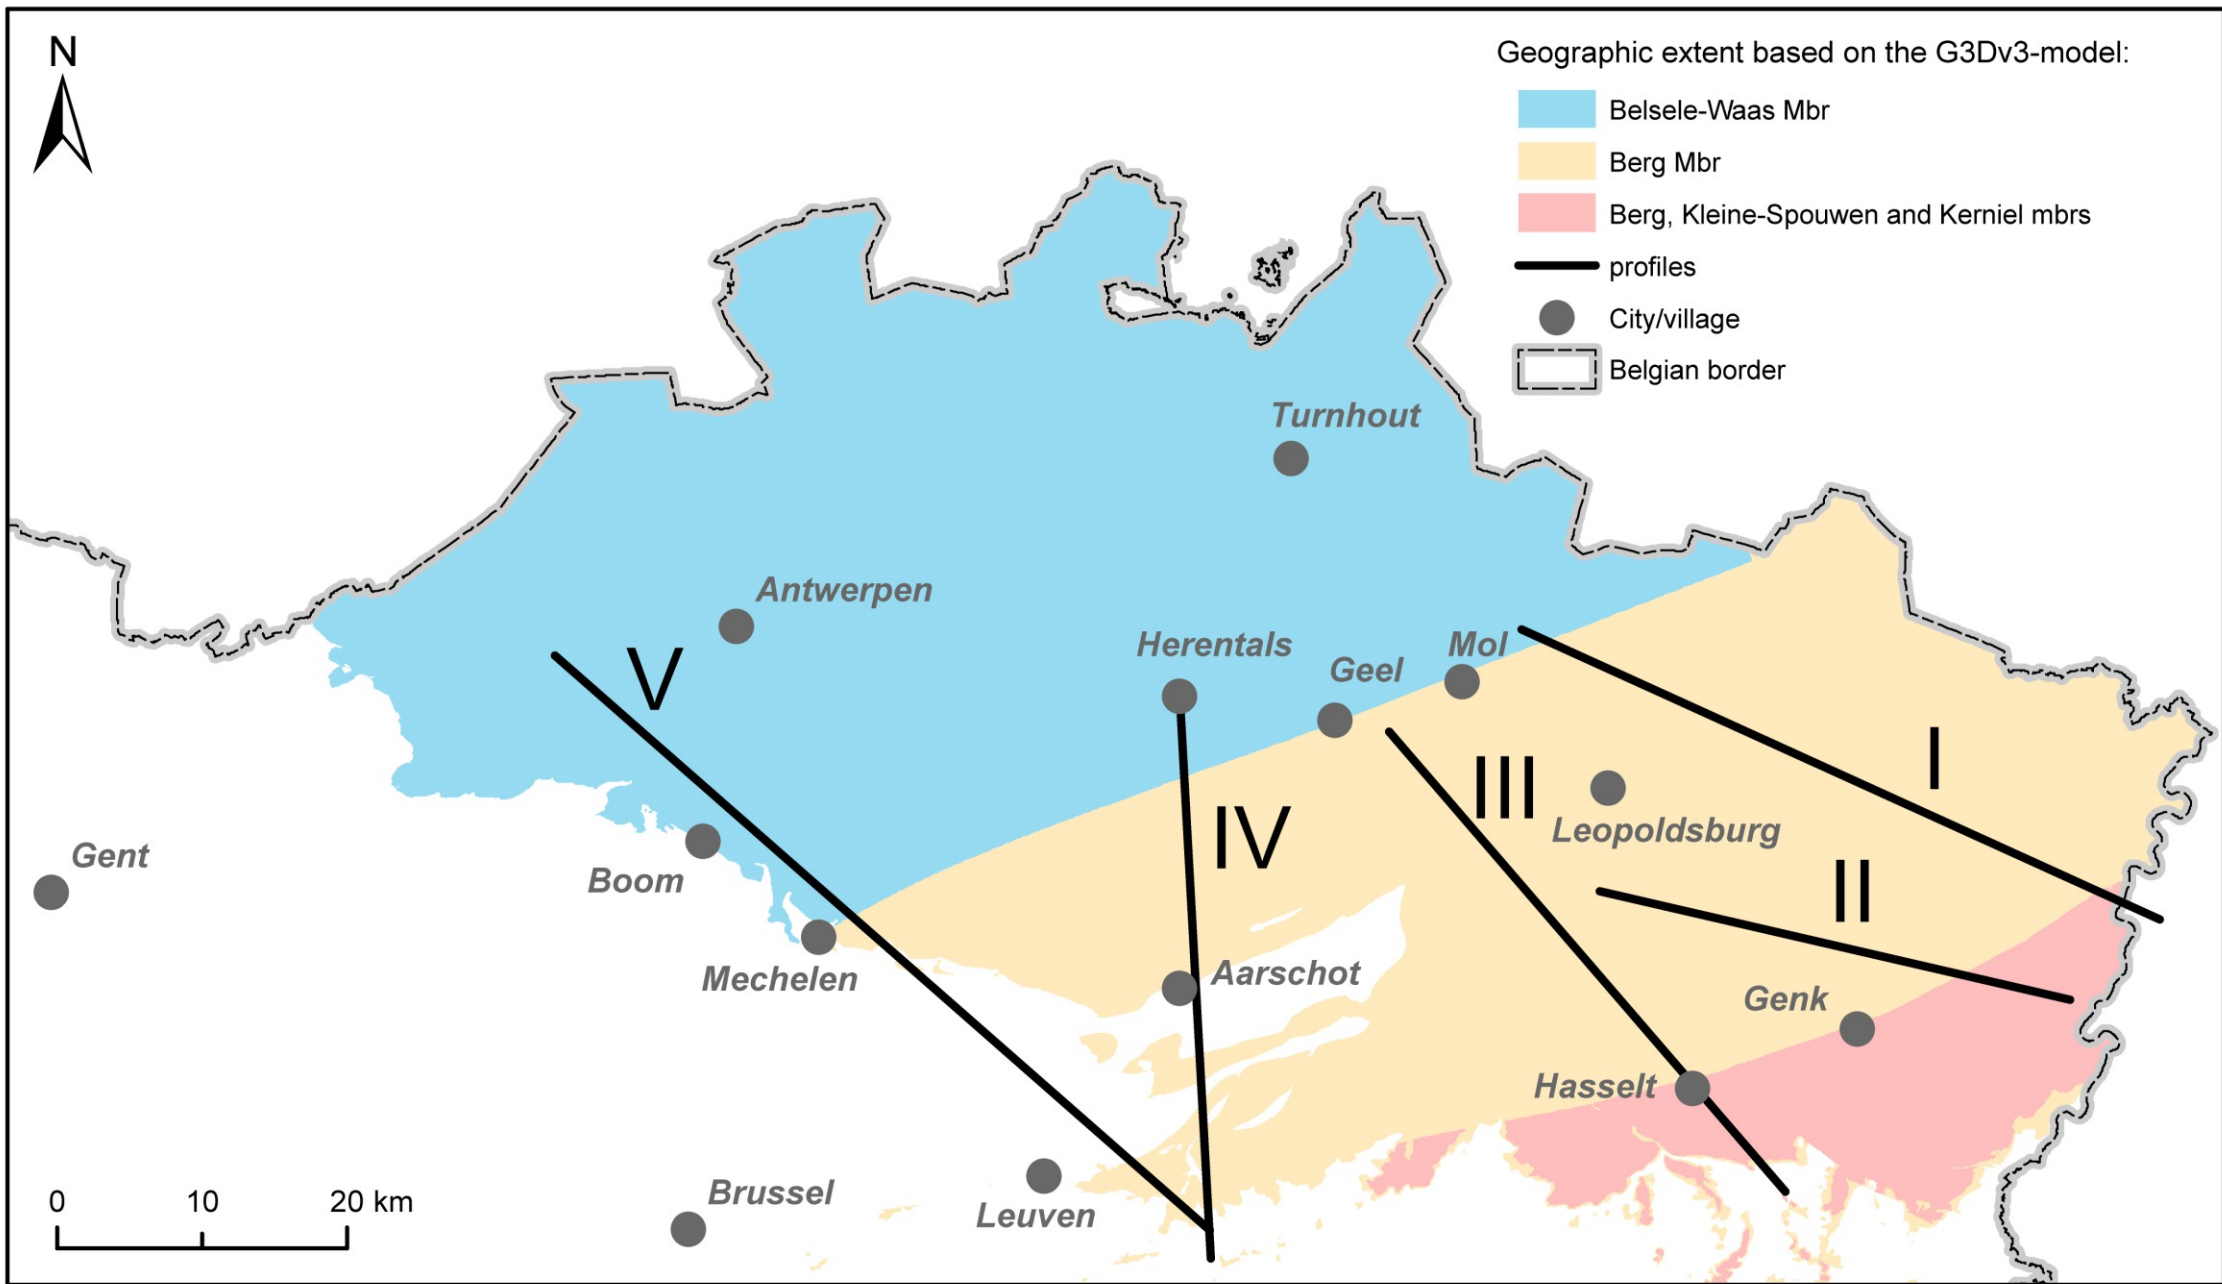 N
Geographic extent based on the G3Dv3-model:
Belsele-Waas Mbr
Berg Mbr
Berg, Kleine-Spouwen and Kerniel mbrs
profiles
City/village
Belgian border
Turnhout
Antwerpen
Herentals
Geel
Mol
V
I
III
IV
Leopoldsburg
II
Gent
Boom
Mechelen
Aarschot
Genk
Hasselt
Brussel
Leuven
0 10 20 km